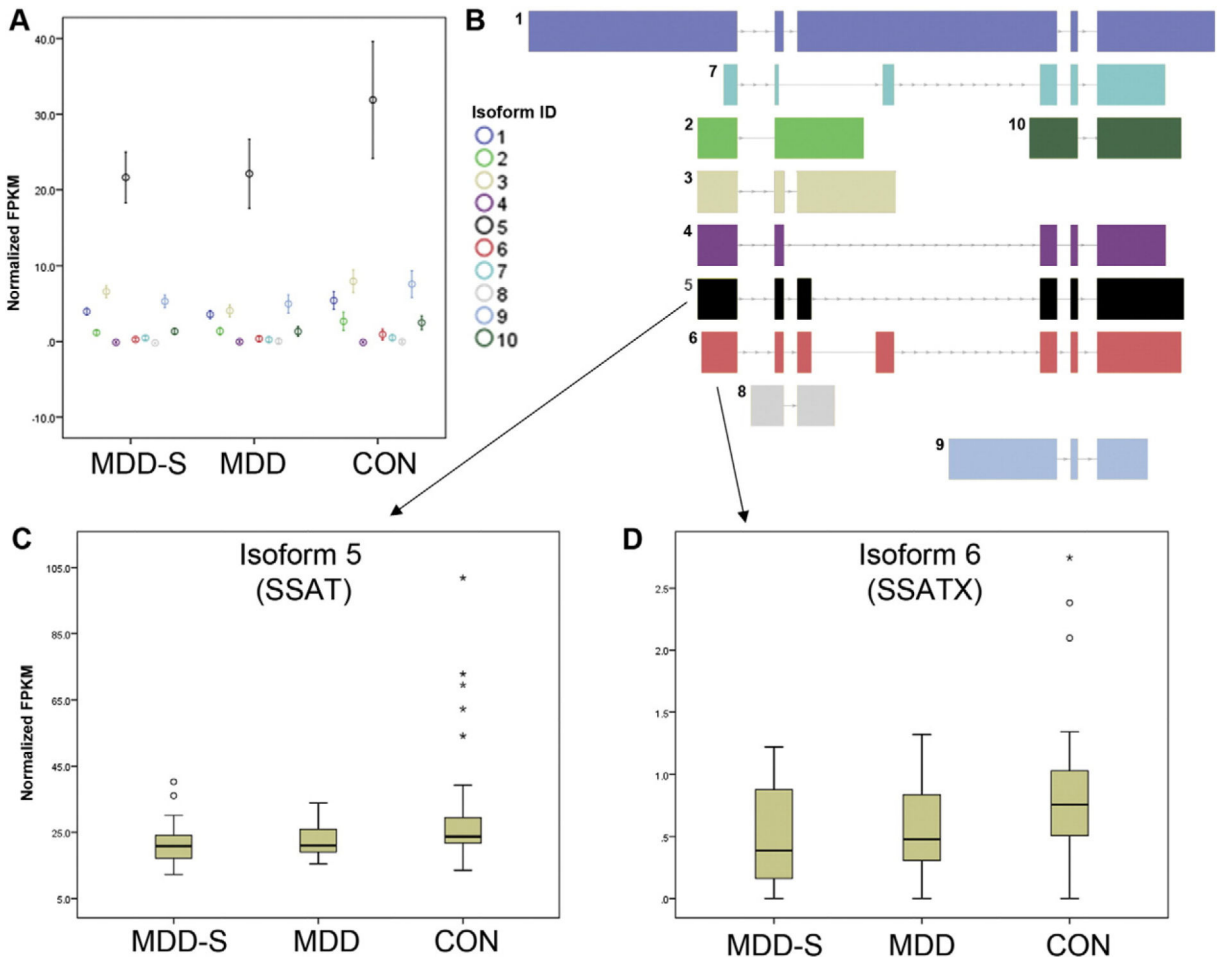 A
Normalized FPKM
40.0
30.0
20.0
10.0
.0
-10.0
MDD-S MDD CON
Isoform ID
1
2
3
4
5
6
7
8
9
10
B
1
7
2
10
3
4
5
6
8
9
C
Isoform 5
(SSAT)
Normalized FPKM
105.0
85.0
65.0
45.0
25.0
5.0
MDD-S MDD CON
D
Isoform 6
(SSATX)
2.5
2.0
1.5
1.0
.5
.0
MDD-S MDD CON